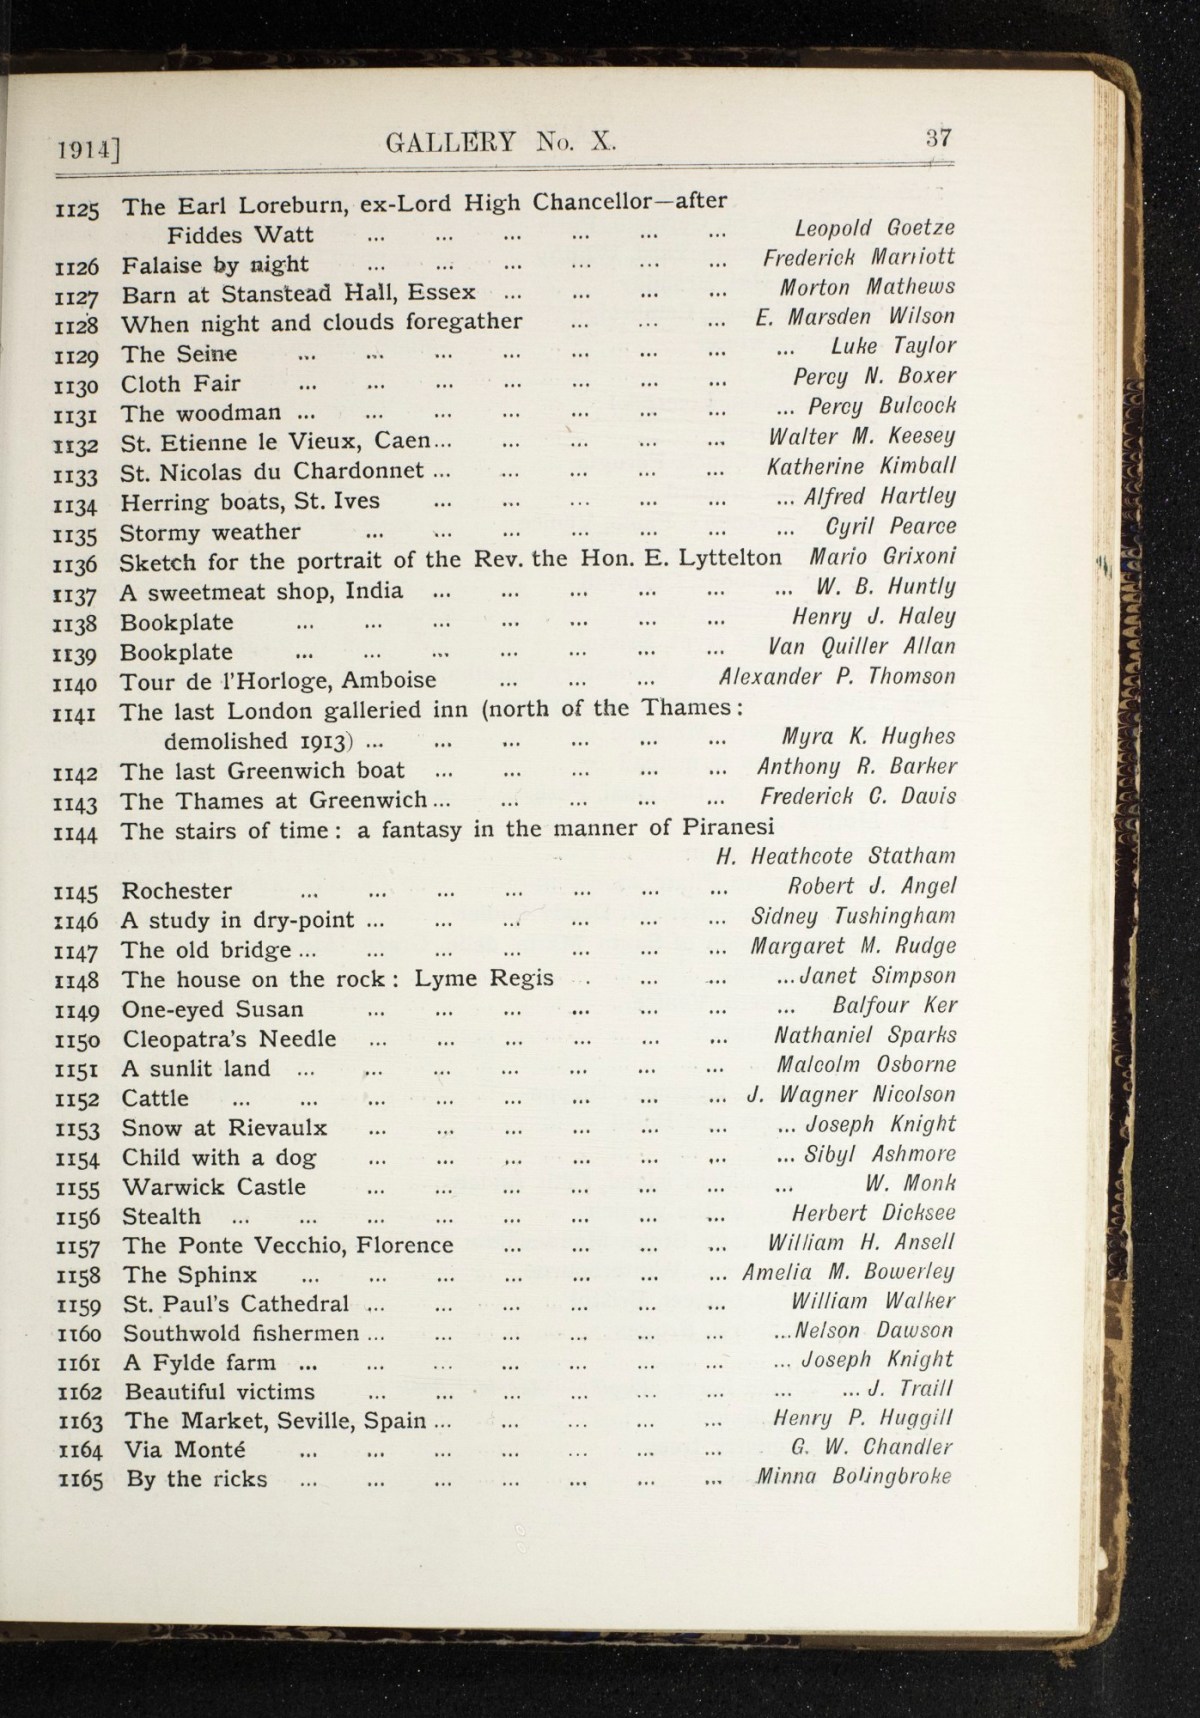 1914] GALLERY No. X. 37
1125 The Earl Loreburn, ex-Lord High Chancellor—after
Fiddes Watt ... ... ... ... ... ... Leopold Goetze
1126 Falaise by night ... ... ... ... ... ... Frederick Marriott
1127 Barn at Stanstead Hall, Essex ... ... ... ... Morton Mathews
1128 When night and clouds foregather ... ... ... E. Marsden Wilson
1129 The Seine ... ... ... ... ... ... ... ... Luke Taylor
1130 Cloth Fair ... ... ... ... ... ... ... Percy N. Boxer
1131 The woodman ... ... ... ... ... ... ... ... Percy Bulcock
1132 St. Etienne le Vieux, Caen... ... ... ... ... Walter M. Keesey
1133 St. Nicolas du Chardonnet ... ... ... ... ... Katherine Kimball
1134 Herring boats, St. Ives ... ... ... ... ... ... Alfred Hartley
1135 Stormy weather ... ... ... ... ... ... ... Cyril Pearce
1136 Sketch for the portrait of the Rev. the Hon. E. Lyttelton Mario Grixoni
1137 A sweetmeat shop, India ... ... ... ... ... ... W. B. Huntly
1138 Bookplate ... ... ... ... ... ... ... Henry J. Haley
1139 Bookplate ... ... ... ... ... ... ... Van Quiller Allan
1140 Tour de l'Horloge, Amboise ... ... ... Alexander P. Thomson
1141 The last London galleried inn (north of the Thames:
demolished 1913) ... ... ... ... ... ... Myra K. Hughes
1142 The last Greenwich boat ... ... ... ... ... Anthony R. Barker
1143 The Thames at Greenwich ... ... ... ... ... Frederick C. Davis
1144 The stairs of time: a fantasy in the manner of Piranesi
H. Heathcote Statham
1145 Rochester ... ... ... ... ... ... ... Robert J. Angel
1146 A study in dry-point ... ... ... ... ... ... Sidney Tushingham
1147 The old bridge ... ... ... ... ... ... ... Margaret M. Rudge
1148 The house on the rock: Lyme Regis . ... ... ... Janet Simpson
1149 One-eyed Susan ... ... ... ... ... ... ... Balfour Ker
1150 Cleopatra's Needle ... ... ... ... ... ... Nathaniel Sparks
1151 A sunlit land ... ... ... ... ... ... ... Malcolm Osborne
1152 Cattle ... ... ... ... ... ... ... ... J. Wagner Nicolson
1153 Snow at Rievaulx ... ... ... ... ... ... ... Joseph Knight
1154 Child with a dog ... ... ... ... ... ... ... Sibyl Ashmore
1155 Warwick Castle ... ... ... ... ... ... ... W. Monk
1156 Stealth ... ... ... ... ... ... ... ... Herbert Dicksee
1157 The Ponte Vecchio, Florence ... ... ... ... William H. Ansell
1158 The Sphinx ... ... ... ... ... ... ... Amelia M. Bowerley
1159 St. Paul's Cathedral ... ... ... ... ... ... William Walker
1160 Southwold fishermen ... ... ... ... ... ... ... Nelson Dawson
1161 A Fylde farm ... ... ... ... ... ... ... ... Joseph Knight
1162 Beautiful victims ... ... ... ... ... ... ... ... J. Traill
1163 The Market, Seville, Spain ... ... ... ... ... Henry P. Huggill
1164 Via Monté ... ... ... ... ... ... ... G. W. Chandler
1165 By the ricks ... ... ... ... ... ... ... Minna Bolingbroke